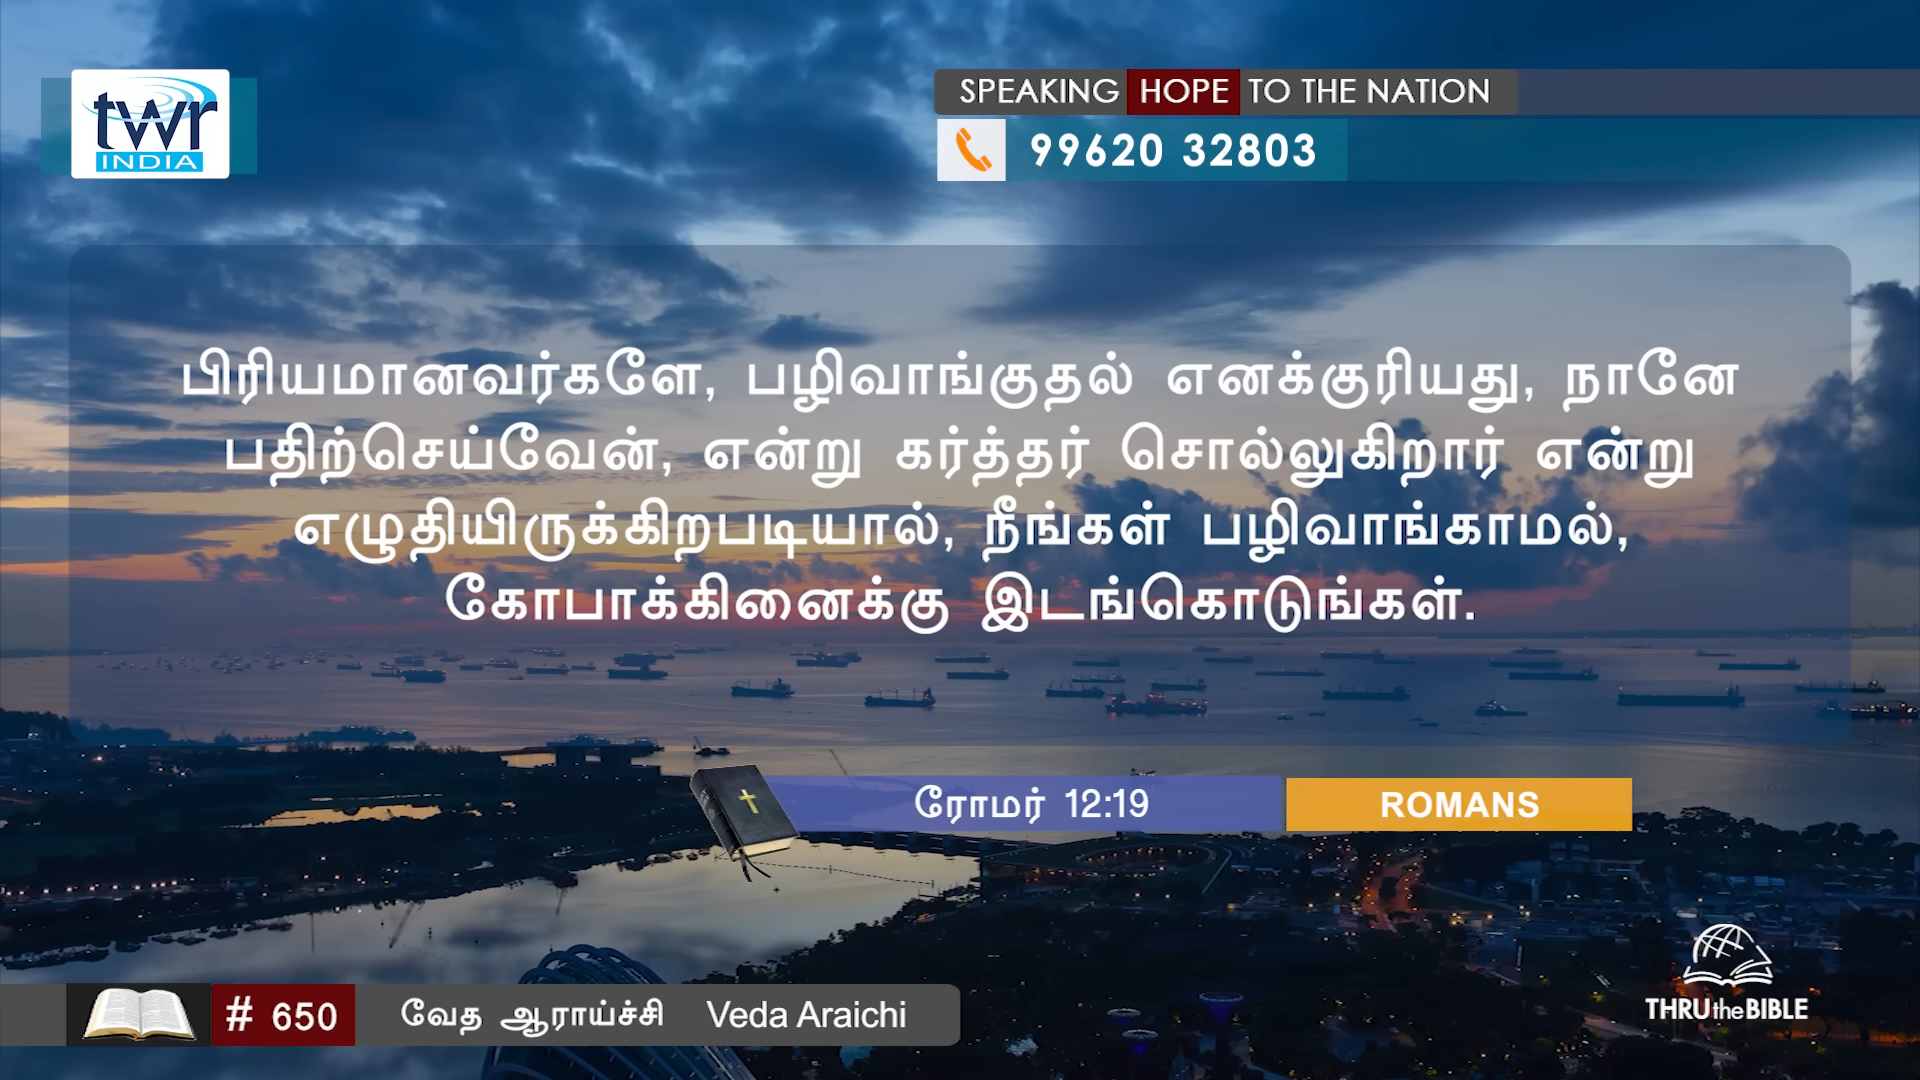 twr
INDIA
SPEAKING HOPE TO THE NATION
99620 32803
பிரியமானவர்களே, பழிவாங்குதல் எனக்குரியது, நானே
பதிற்செய்வேன், என்று கர்த்தர் சொல்லுகிறார் என்று
எழுதியிருக்கிறபடியால், நீங்கள் பழிவாங்காமல்,
கோபாக்கினைக்கு இடங்கொடுங்கள்.
ரோமர் 12:19
ROMANS
# 650
வேத ஆராய்ச்சி Veda Araichi
THRU the BIBLE